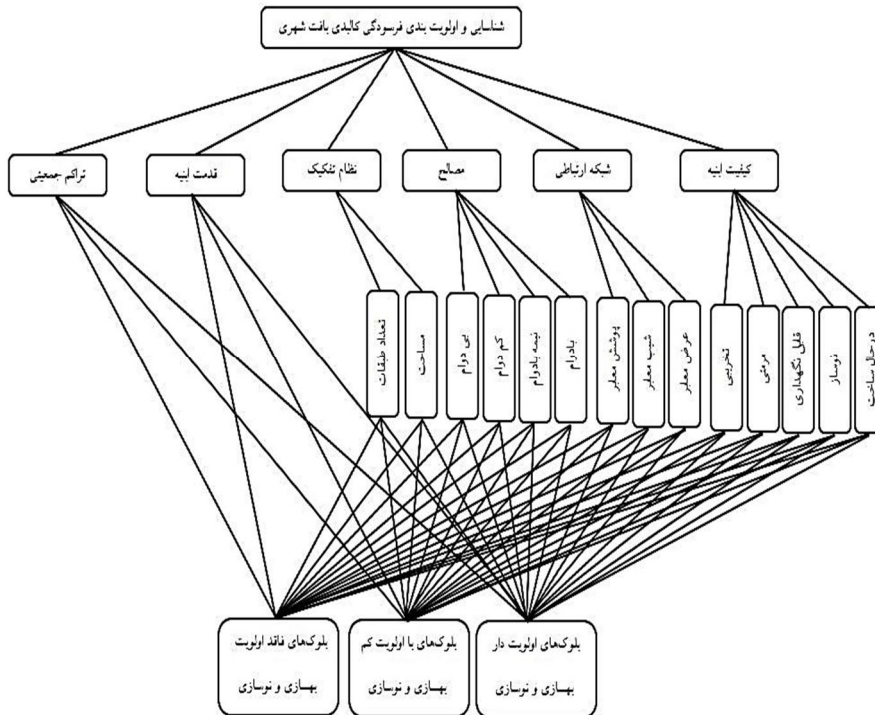 شناسایی و اولویت بندی فرسودگی کالبدی بافت شهری
کیفیت ابنیه
شبکه ارتباطی
مصالح
نظام تفکیک
قدمت ابنیه
تراکم جمعیتی
درحال ساخت
نوساز
قابل نگهداری
مرمتی
تخریبی
عرض معابر
شیب معابر
پوشش معابر
بادوام
نیمه بادوام
کم دوام
بی دوام
مساحت
تعداد طبقات
بلوک‌های اولویت دار
بهسازی و نوسازی
بلوک‌های با اولویت کم
بهسازی و نوسازی
بلوک‌های فاقد اولویت
بهسازی و نوسازی